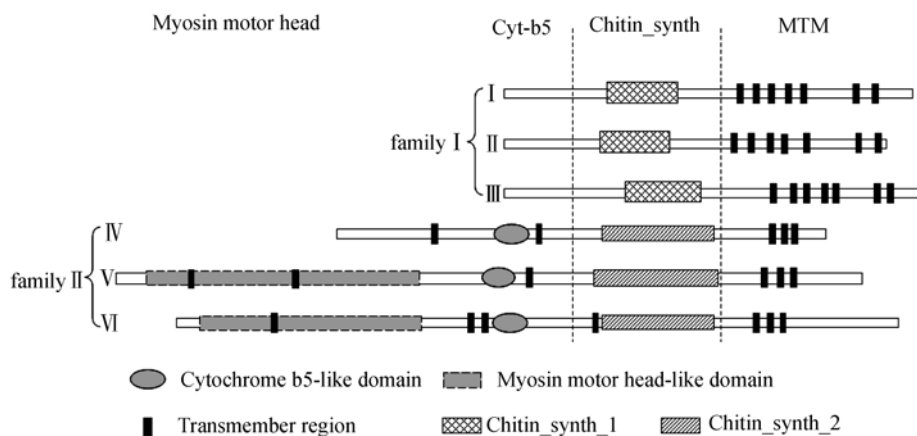 Myosin motor head Cyt-b5 Chitin_synth MTM
Ⅰ
family Ⅰ Ⅱ
Ⅲ
Ⅳ
family Ⅱ Ⅴ
Ⅵ
Cytochrome b5-like domain Myosin motor head-like domain
Transmember region Chitin_synth_1 Chitin_synth_2